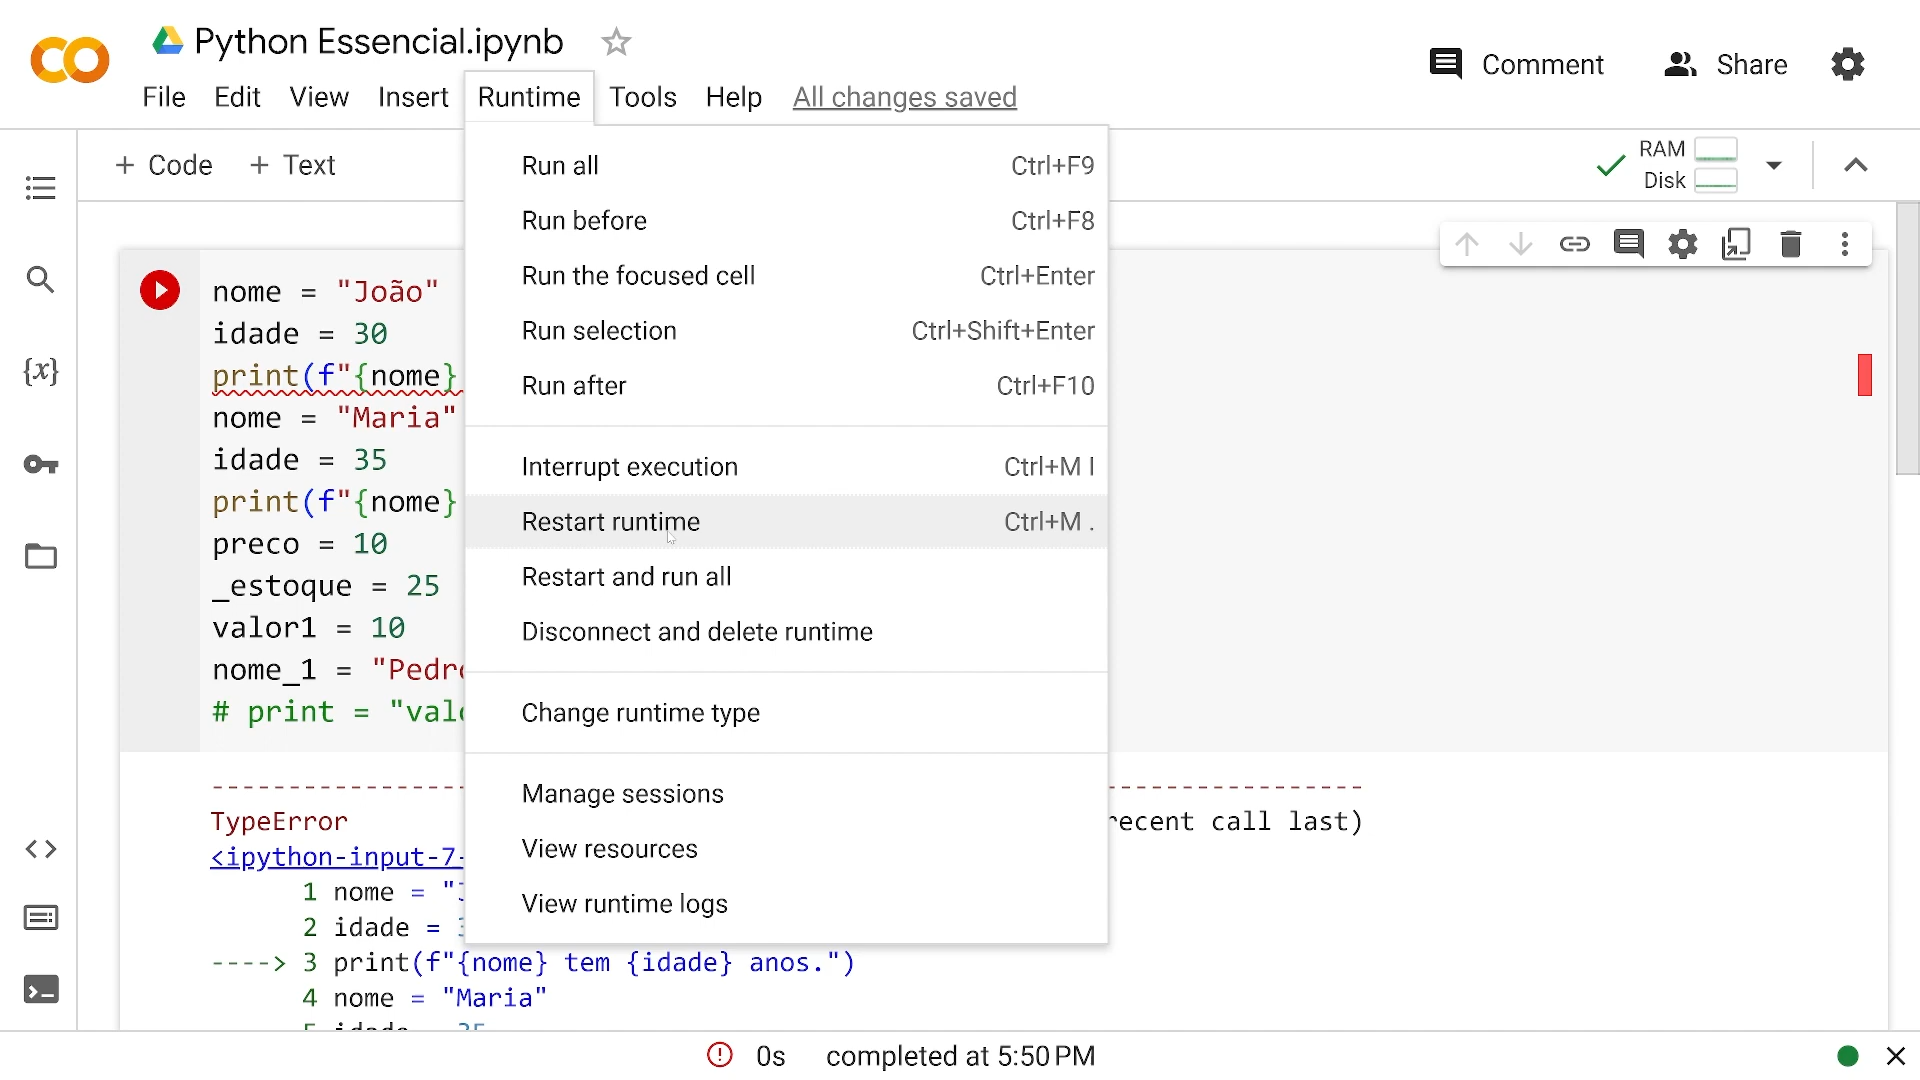 Python Essencial.ipynb
Comment
Share
File Edit View Insert Runtime Tools Help All changes saved
+ Code + Text
RAM
Disk
Run all Ctrl+F9
Run before Ctrl+F8
Run the focused cell Ctrl+Enter
Run selection Ctrl+Shift+Enter
Run after Ctrl+F10
Interrupt execution Ctrl+M I
Restart runtime Ctrl+M .
Restart and run all
Disconnect and delete runtime
Change runtime type
Manage sessions
View resources
View runtime logs
nome = "João"
idade = 30
print(f"{nome}
nome = "Maria"
idade = 35
print(f"{nome}
preco = 10
_estoque = 25
valor1 = 10
nome_1 = "Pedr
# print = "val
{x}
TypeError recent call last)
<ipython-input-7-
1 nome = "
2 idade =
----> 3 print(f"{nome} tem {idade} anos.")
4 nome = "Maria"
5 idade 35
0s completed at 5:50 PM